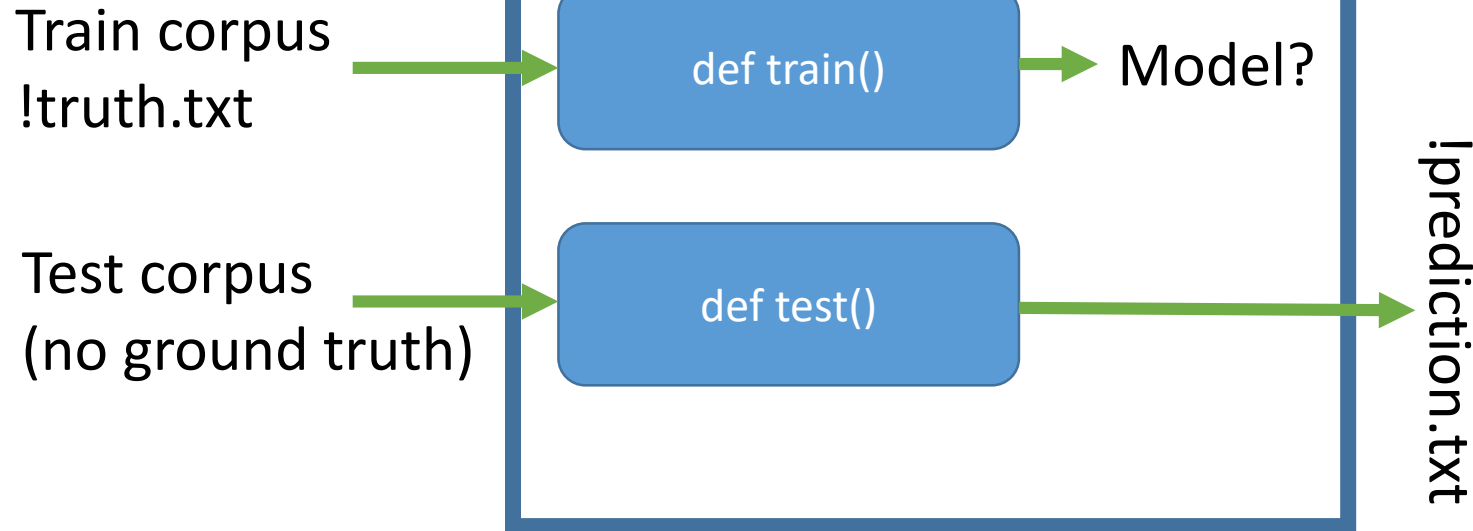 Train corpus
!truth.txt
def train()
Model?
Test corpus
(no ground truth)
def test()
!prediction.txt